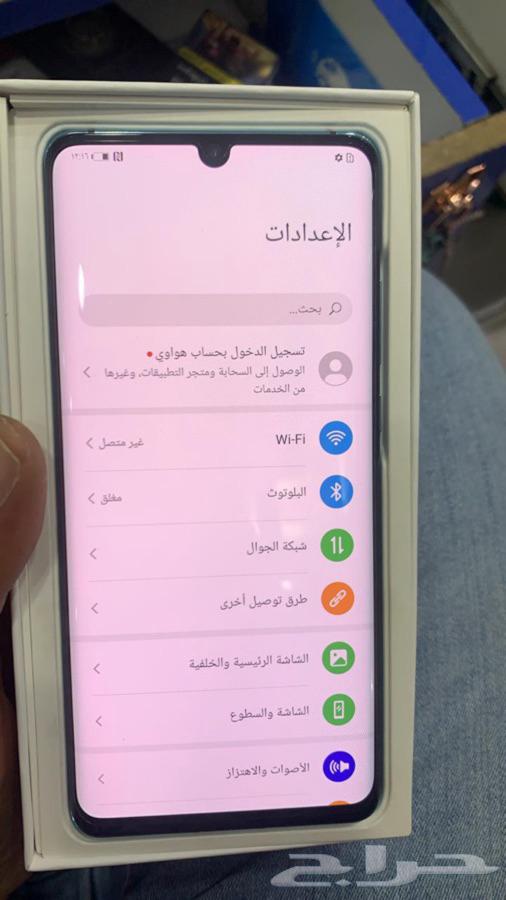 ١٢:١٦
الإعدادات
بحث...
تسجيل الدخول بحساب هواوي
الوصول إلى السحابة ومتجر التطبيقات، وغيرها
من الخدمات
Wi-Fi غير متصل
البلوتوث مغلق
شبكة الجوال
طرق توصيل أخرى
الشاشة الرئيسية والخلفية
الشاشة والسطوع
الأصوات والاهتزاز
حراج